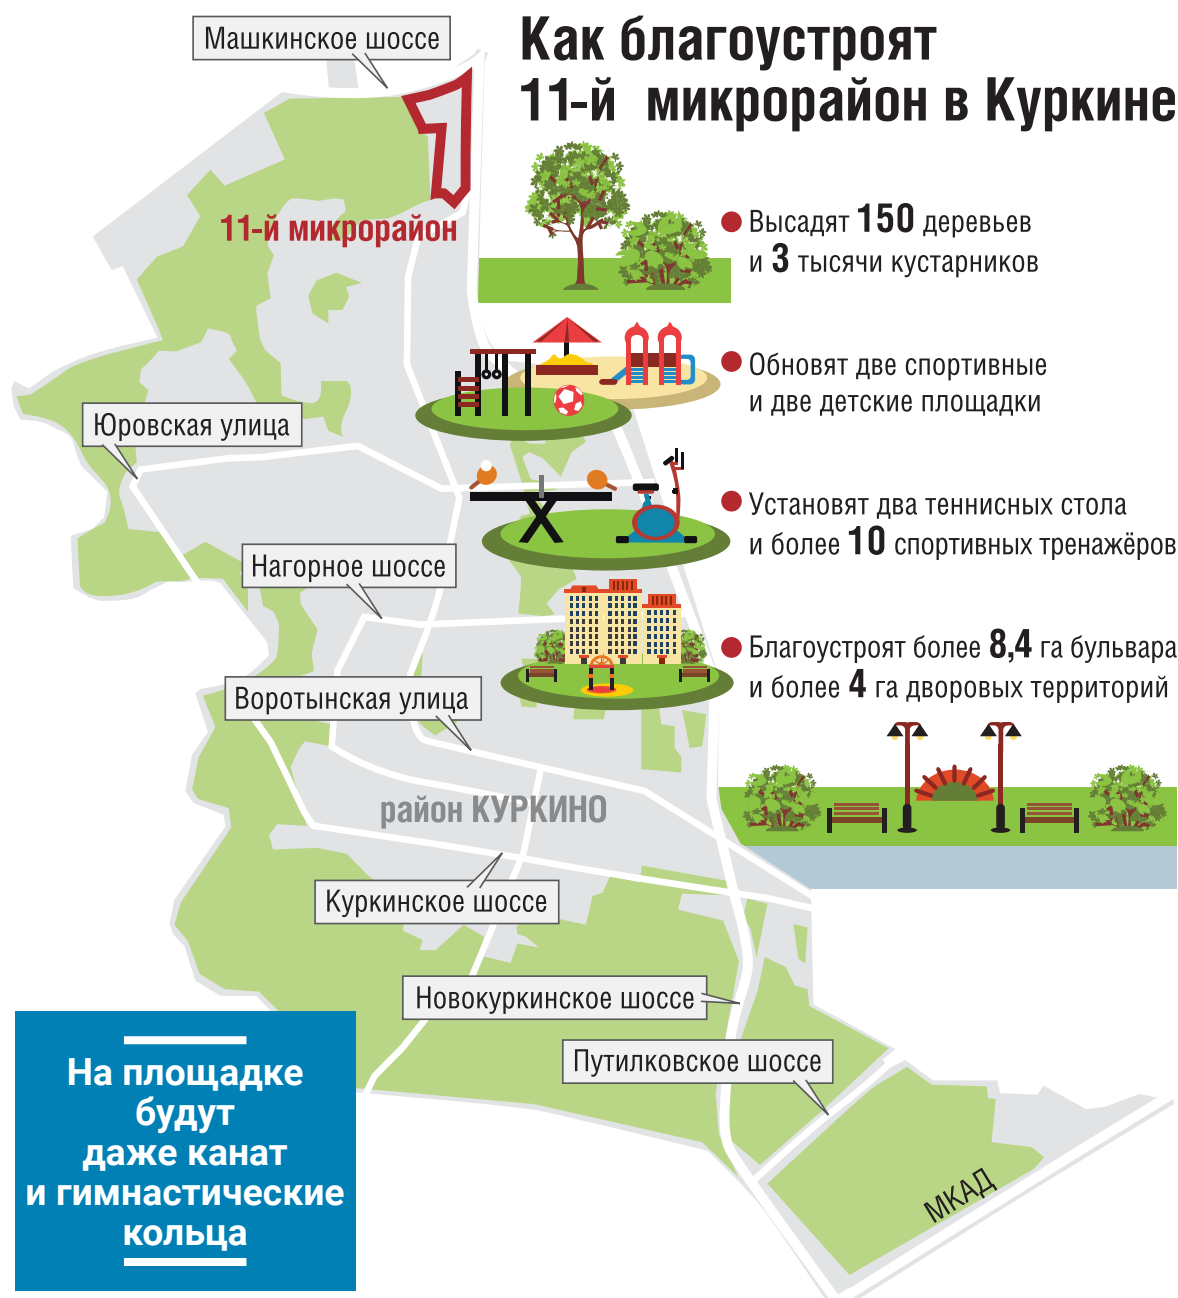 Как благоустроят
11-й микрорайон в Куркине
Машкинское шоссе
11-й микрорайон
Высадят 150 деревьев
и 3 тысячи кустарников
Обновят две спортивные
и две детские площадки
Юровская улица
Установят два теннисных стола
и более 10 спортивных тренажёров
Нагорное шоссе
Благоустроят более 8,4 га бульвара
и более 4 га дворовых территорий
Воротынская улица
район КУРКИНО
Куркинское шоссе
Новокуркинское шоссе
Путилковское шоссе
МКАД
На площадке
будут
даже канат
и гимнастические
кольца